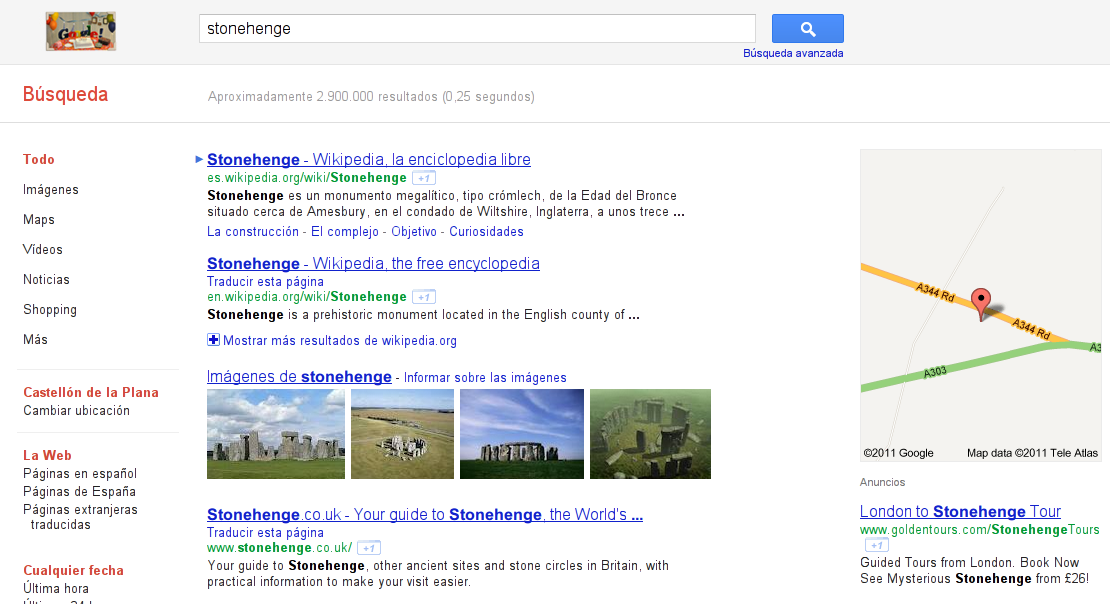 Google!
stonehenge
Búsqueda avanzada
Búsqueda
Aproximadamente 2.900.000 resultados (0,25 segundos)
Todo
Imágenes
Maps
Vídeos
Noticias
Shopping
Más
Castellón de la Plana
Cambiar ubicación
La Web
Páginas en español
Páginas de España
Páginas extranjeras
traducidas
Cualquier fecha
Última hora
Stonehenge - Wikipedia, la enciclopedia libre
es.wikipedia.org/wiki/Stonehenge +1
Stonehenge es un monumento megalítico, tipo crómlech, de la Edad del Bronce
situado cerca de Amesbury, en el condado de Wiltshire, Inglaterra, a unos trece ...
La construcción - El complejo - Objetivo - Curiosidades
Stonehenge - Wikipedia, the free encyclopedia
Traducir esta página
en.wikipedia.org/wiki/Stonehenge +1
Stonehenge is a prehistoric monument located in the English county of ...
Mostrar más resultados de wikipedia.org
Imágenes de stonehenge - Informar sobre las imágenes
Stonehenge.co.uk - Your guide to Stonehenge, the World's ...
Traducir esta página
www.stonehenge.co.uk/ +1
Your guide to Stonehenge, other ancient sites and stone circles in Britain, with
practical information to make your visit easier.
A344 Rd
A344 Rd
A3
A303
©2011 Google Map data ©2011 Tele Atlas
Anuncios
London to Stonehenge Tour
www.goldentours.com/StonehengeTours
+1
Guided Tours from London. Book Now
See Mysterious Stonehenge from £26!